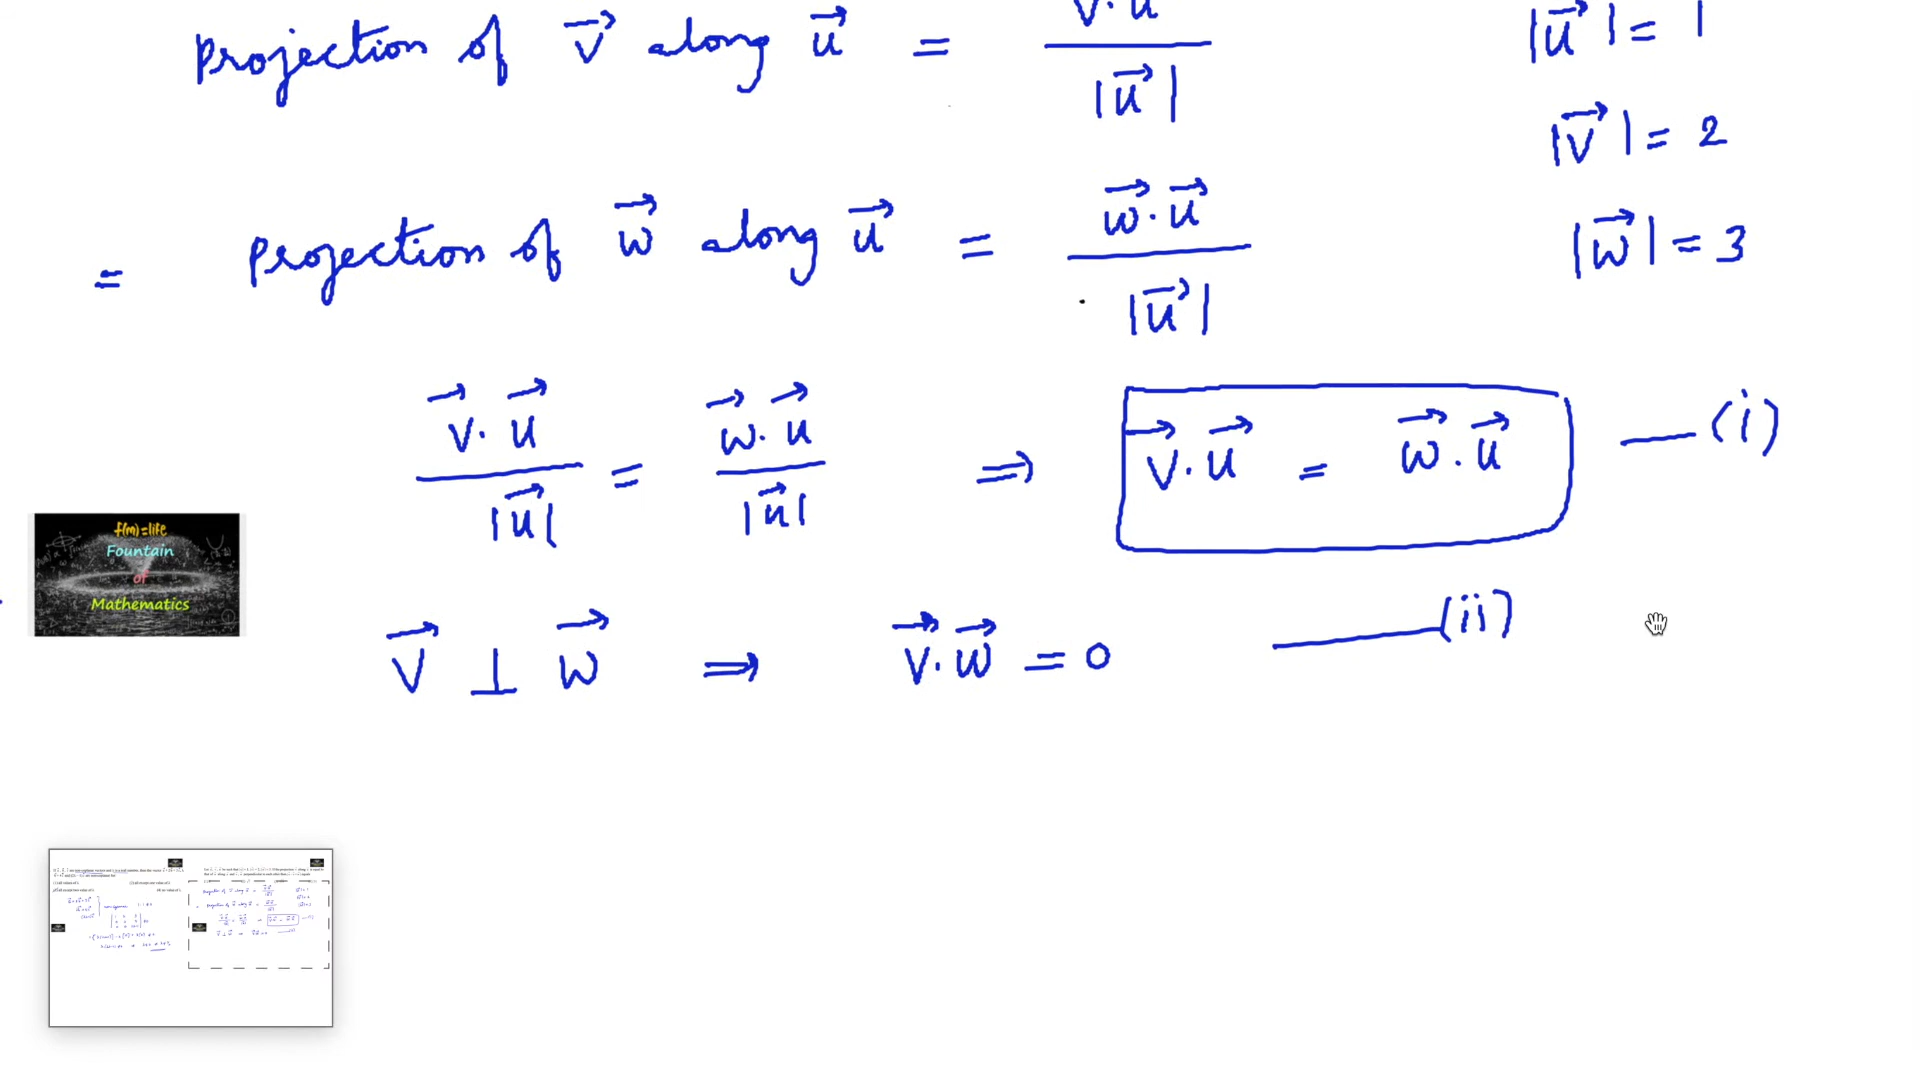 Projection of v⃗ along u⃗ = v⃗·u⃗ / |u⃗|
|u⃗| = 1
|v⃗| = 2
= Projection of w⃗ along u⃗ = w⃗·u⃗ / |u⃗|
|w⃗| = 3
v⃗·u⃗ / |u⃗| = w⃗·u⃗ / |u⃗| ⇒ v⃗·u⃗ = w⃗·u⃗ — (i)
f(m)=life
Fountain
of
Mathematics
v⃗ ⊥ w⃗ ⇒ v⃗·w⃗ = 0 — (ii)